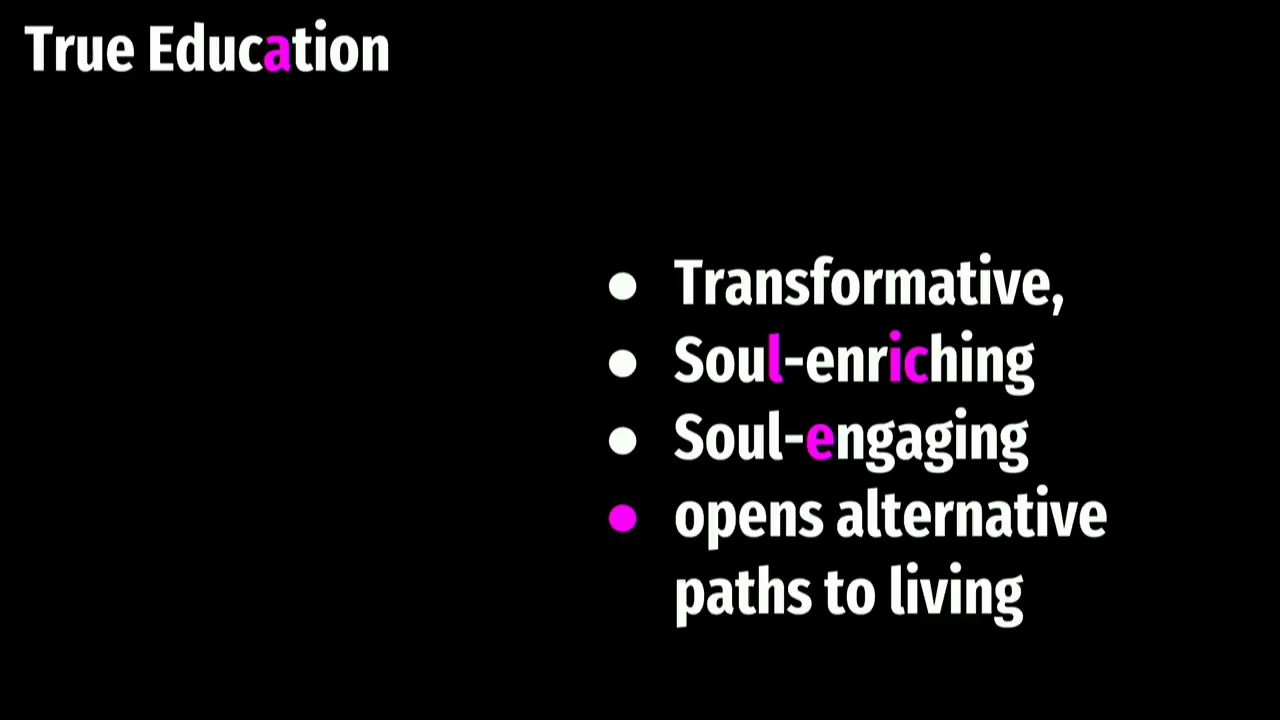 True Education
● Transformative,
● Soul-enriching
● Soul-engaging
● opens alternative
paths to living